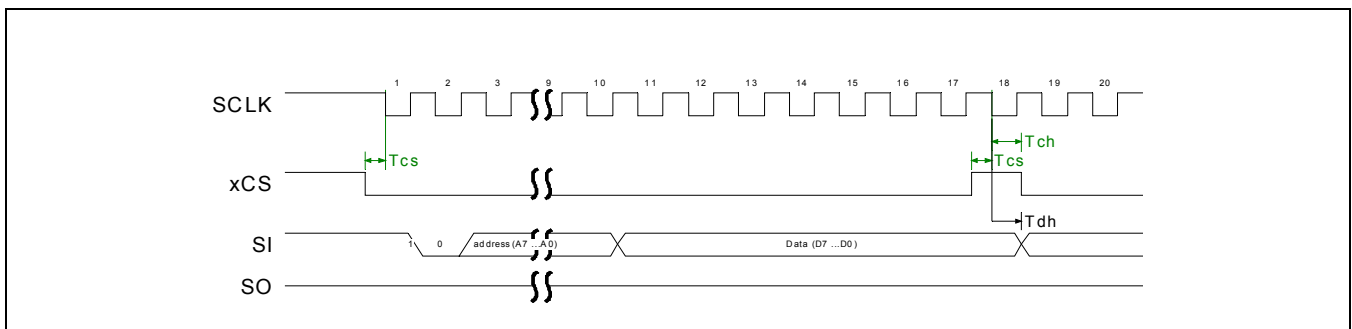 1 2 3 9 10 11 12 13 14 15 16 17 18 19 20
SCLK
Tch
Tcs Tcs
xCS
Tdh
SI 1 0 address (A7 ...A0) Data (D7 ...D0)
SO